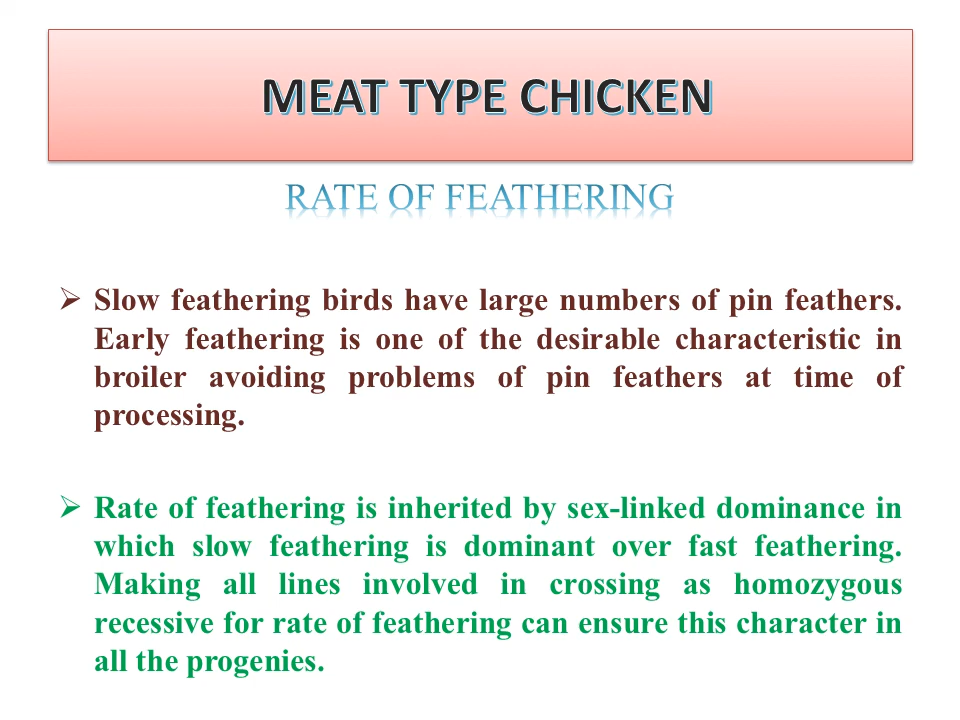 MEAT TYPE CHICKEN
RATE OF FEATHERING
➢ Slow feathering birds have large numbers of pin feathers.
Early feathering is one of the desirable characteristic in
broiler avoiding problems of pin feathers at time of
processing.
➢ Rate of feathering is inherited by sex-linked dominance in
which slow feathering is dominant over fast feathering.
Making all lines involved in crossing as homozygous
recessive for rate of feathering can ensure this character in
all the progenies.